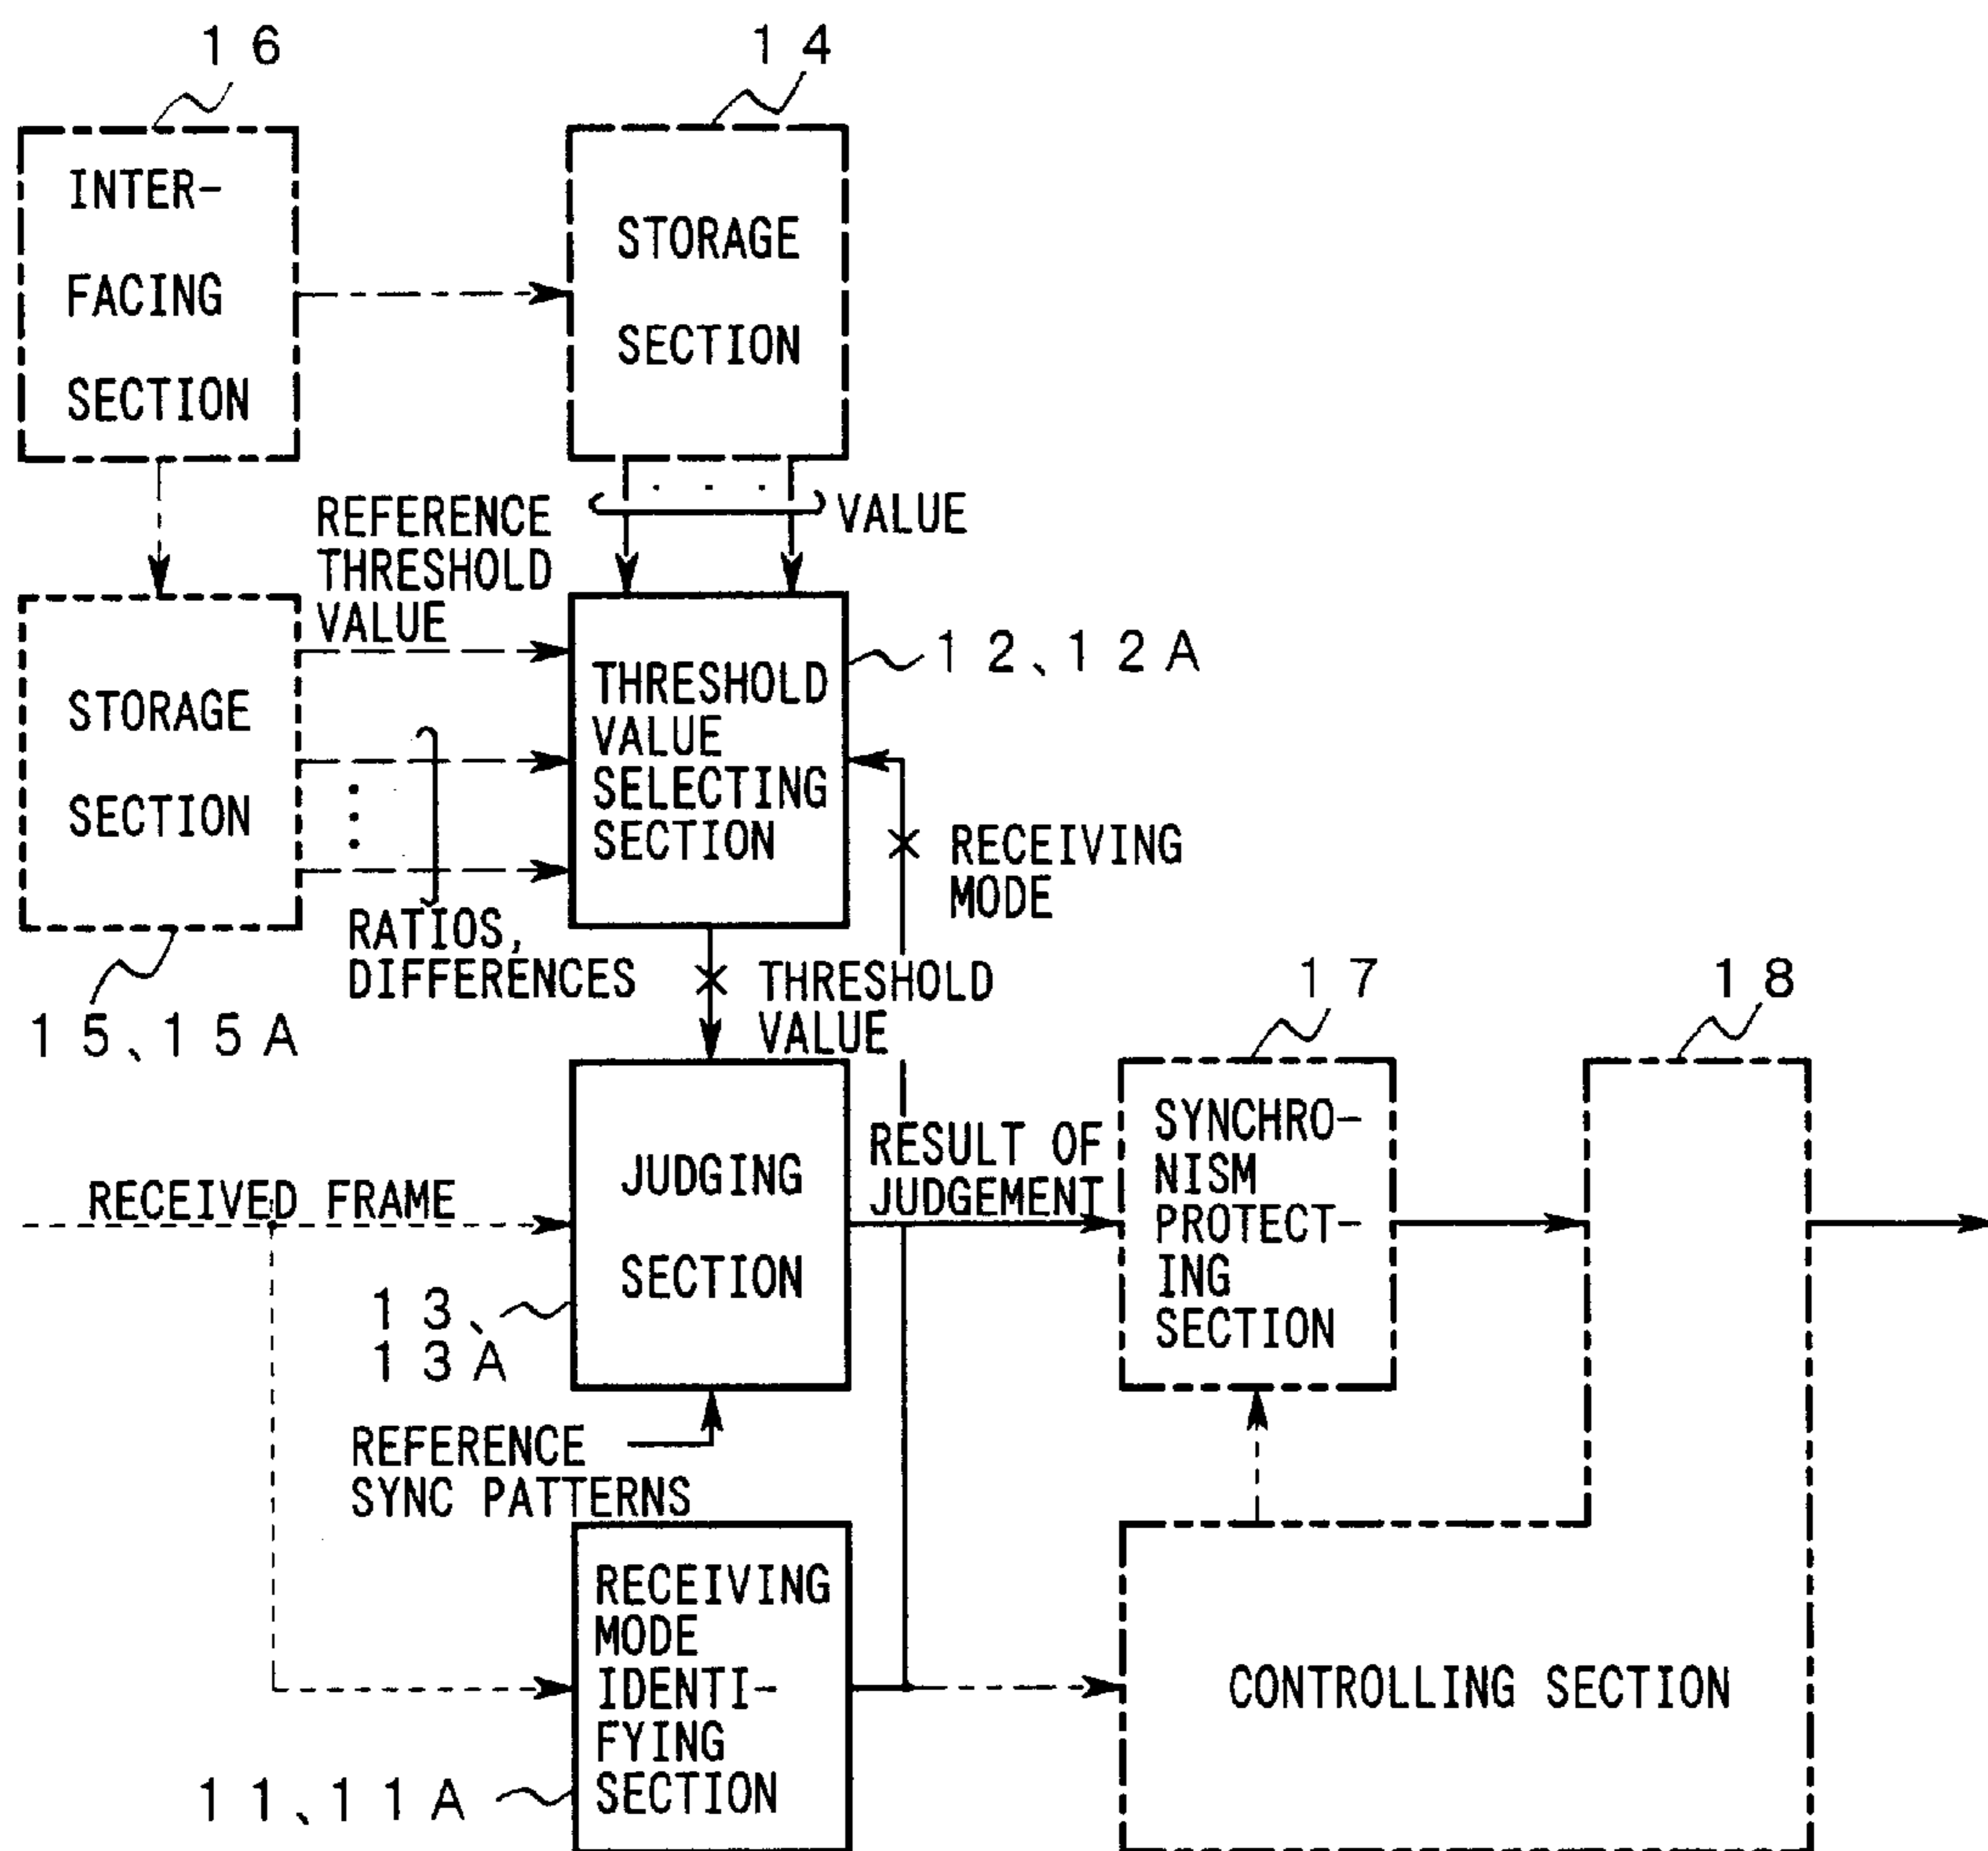 16
14
INTER-
FACING
SECTION
STORAGE
SECTION
VALUE
REFERENCE
THRESHOLD
VALUE
STORAGE
SECTION
THRESHOLD
VALUE
SELECTING
SECTION
12、12A
RECEIVING
MODE
RATIOS,
DIFFERENCES
THRESHOLD
VALUE
15、15A
17
18
RECEIVED FRAME
JUDGING
SECTION
RESULT OF
JUDGEMENT
SYNCHRO-
NISM
PROTECT-
ING
SECTION
13、
13A
REFERENCE
SYNC PATTERNS
RECEIVING
MODE
IDENTI-
FYING
SECTION
11、11A
CONTROLLING SECTION